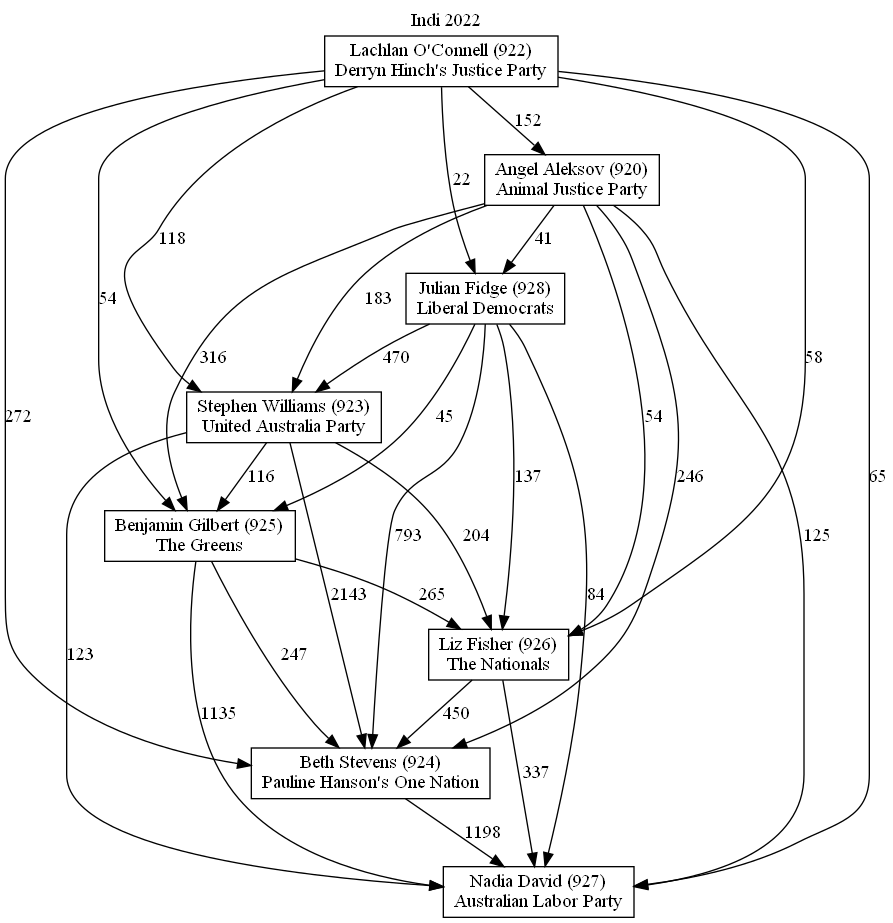 Indi 2022
Lachlan O'Connell (922)
Derryn Hinch's Justice Party
152
Angel Aleksov (920)
Animal Justice Party
22
118
41
Julian Fidge (928)
Liberal Democrats
54
183
316
470
58
Stephen Williams (923)
United Australia Party
272
45
54
116
137
246
65
Benjamin Gilbert (925)
The Greens
793
204
125
2143
265
84
Liz Fisher (926)
The Nationals
123
247
1135
450
Beth Stevens (924)
Pauline Hanson's One Nation
337
1198
Nadia David (927)
Australian Labor Party